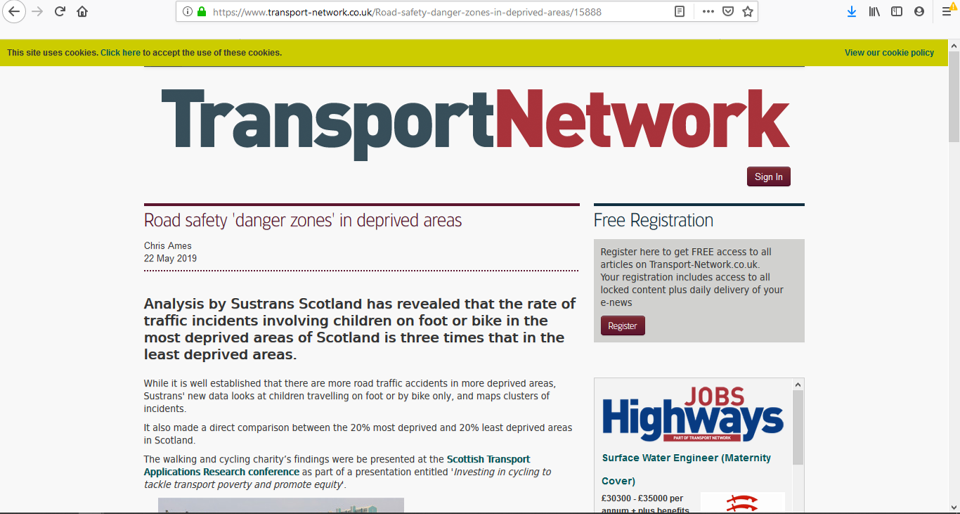 https://www.transport-network.co.uk/Road-safety-danger-zones-in-deprived-areas/15888
This site uses cookies. Click here to accept the use of these cookies.
View our cookie policy
TransportNetwork
Sign In
Road safety 'danger zones' in deprived areas
Chris Ames
22 May 2019
Analysis by Sustrans Scotland has revealed that the rate of
traffic incidents involving children on foot or bike in the
most deprived areas of Scotland is three times that in the
least deprived areas.
While it is well established that there are more road traffic accidents in more deprived areas,
Sustrans' new data looks at children travelling on foot or by bike only, and maps clusters of
incidents.
It also made a direct comparison between the 20% most deprived and 20% least deprived areas
in Scotland.
The walking and cycling charity's findings were be presented at the Scottish Transport
Applications Research conference as part of a presentation entitled 'Investing in cycling to
tackle transport poverty and promote equity'.
Free Registration
Register here to get FREE access to all
articles on Transport-Network.co.uk.
Your registration includes access to all
locked content plus daily delivery of your
e-news
Register
JOBS
Highways
PART OF TRANSPORT NETWORK
Surface Water Engineer (Maternity
Cover)
£30300 - £35000 per
annum + plus benefits